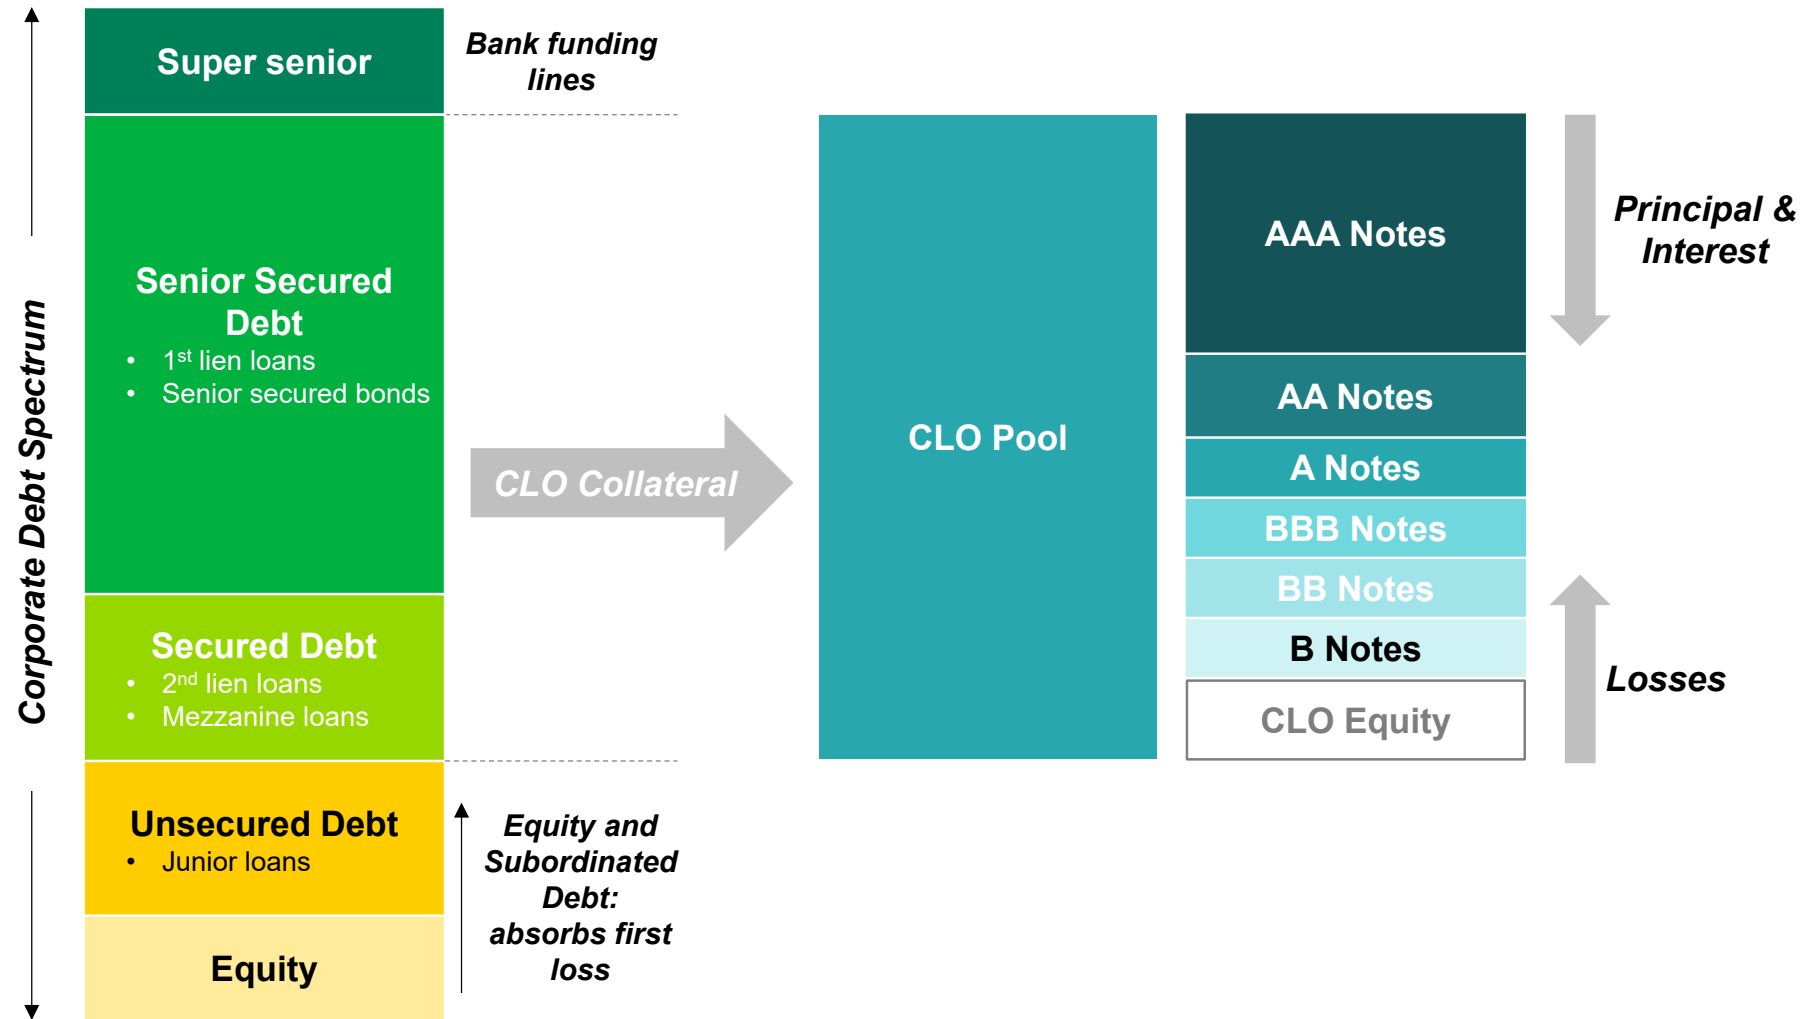 Corporate Debt Spectrum
Super senior
Bank funding
lines
Senior Secured
Debt
• 1st lien loans
• Senior secured bonds
Secured Debt
• 2nd lien loans
• Mezzanine loans
Unsecured Debt
• Junior loans
Equity
Equity and
Subordinated
Debt:
absorbs first
loss
CLO Collateral
CLO Pool
AAA Notes
AA Notes
A Notes
BBB Notes
BB Notes
B Notes
CLO Equity
Principal &
Interest
Losses